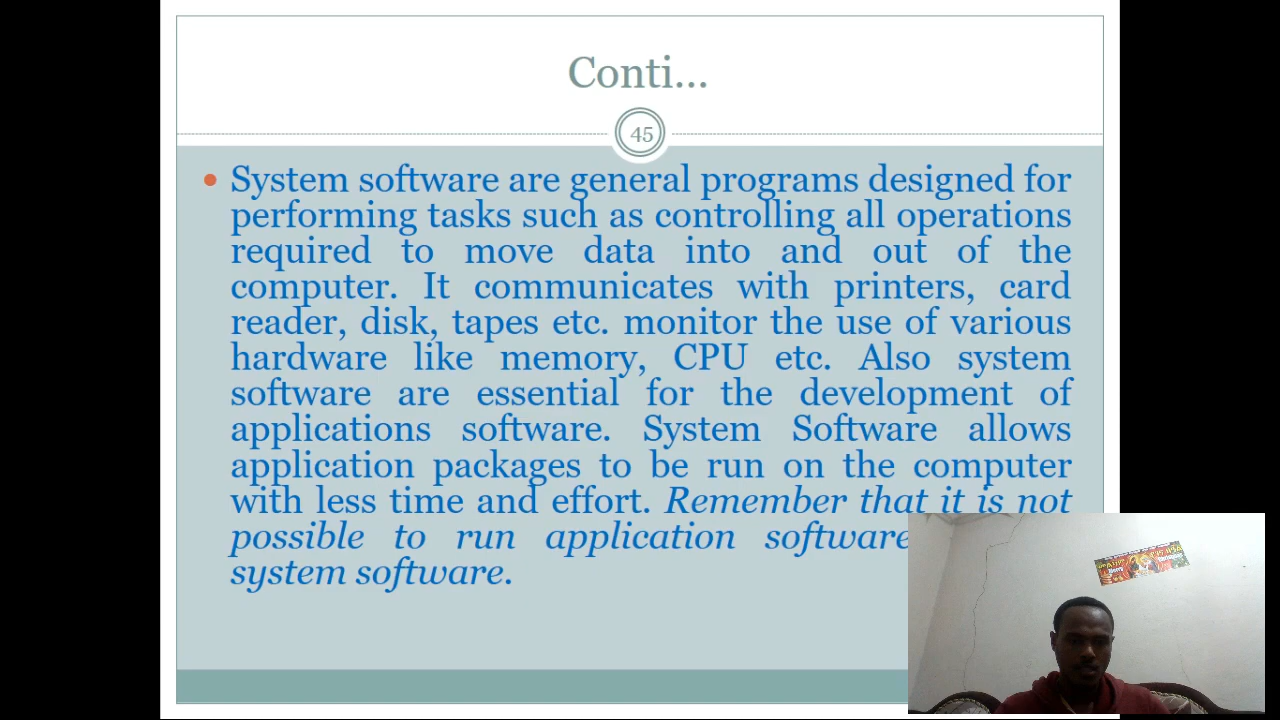 Conti...
45
System software are general programs designed for
performing tasks such as controlling all operations
required to move data into and out of the
computer. It communicates with printers, card
reader, disk, tapes etc. monitor the use of various
hardware like memory, CPU etc. Also system
software are essential for the development of
applications software. System Software allows
application packages to be run on the computer
with less time and effort. Remember that it is not
possible to run application software
system software.